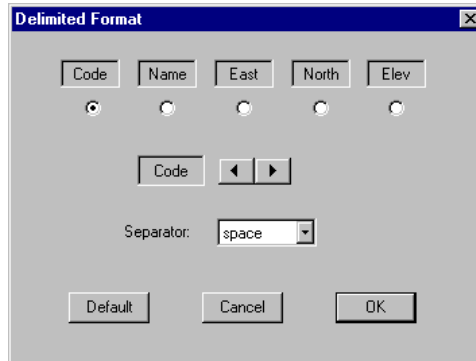 Delimited Format
Code Name East North Elev
Code
Separator: space
Default Cancel OK